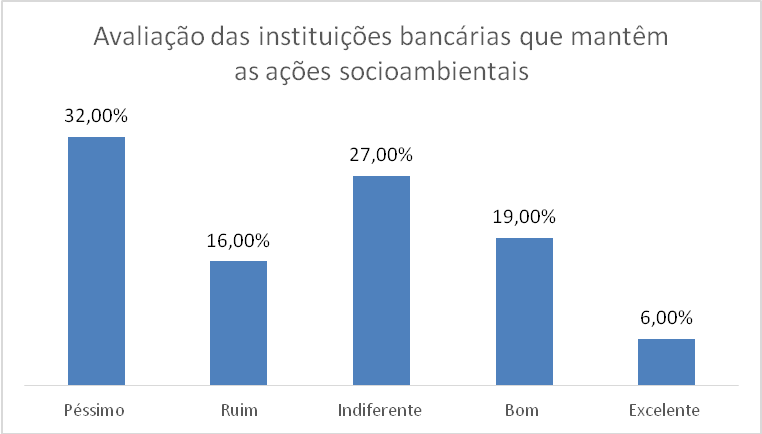 Avaliação das instituições bancárias que mantêm
as ações socioambientais
32,00%
16,00%
27,00%
19,00%
6,00%
Péssimo
Ruim
Indiferente
Bom
Excelente